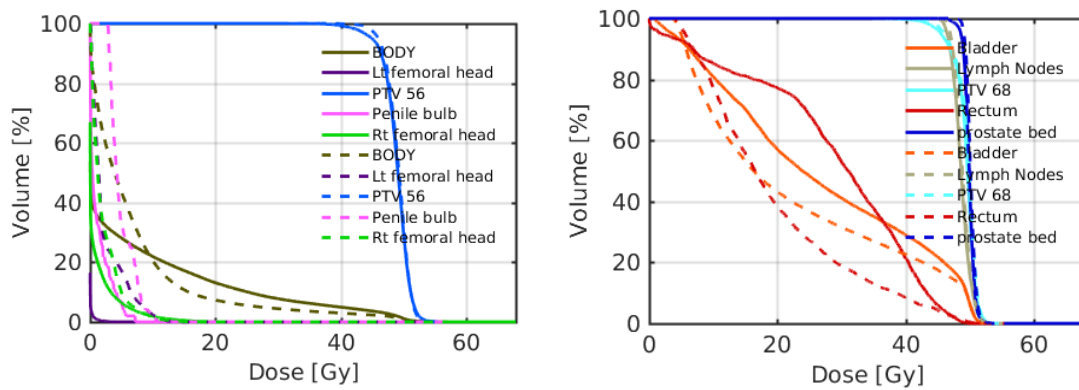 100
80
60
40
20
0
Volume [%]
BODY
Lt femoral head
PTV 56
Penile bulb
Rt femoral head
BODY
Lt femoral head
PTV 56
Penile bulb
Rt femoral head
0 20 40 60
Dose [Gy]
100
80
60
40
20
0
Volume [%]
Bladder
Lymph Nodes
PTV 68
Rectum
prostate bed
Bladder
Lymph Nodes
PTV 68
Rectum
prostate bed
0 20 40 60
Dose [Gy]